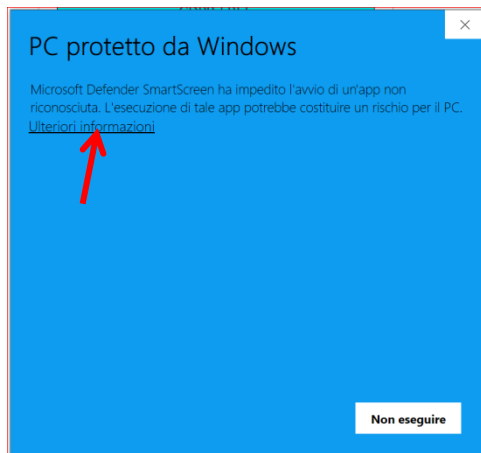 PC protetto da Windows
Microsoft Defender SmartScreen ha impedito l'avvio di un'app non
riconosciuta. L'esecuzione di tale app potrebbe costituire un rischio per il PC.
Ulteriori informazioni
Non eseguire